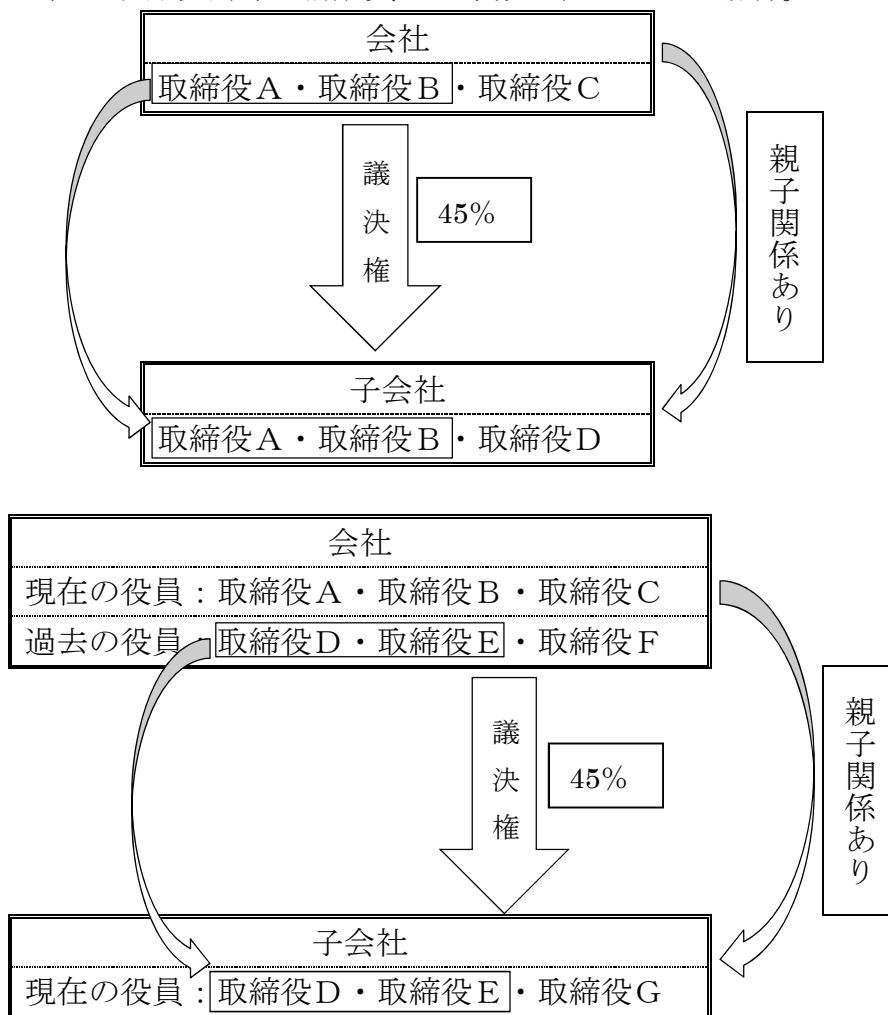 会社
取締役A・取締役B・取締役C
議決権
45%
親子関係あり
子会社
取締役A・取締役B・取締役D
会社
現在の役員:取締役A・取締役B・取締役C
過去の役員:取締役D・取締役E・取締役F
議決権
45%
親子関係あり
子会社
現在の役員:取締役D・取締役E・取締役G